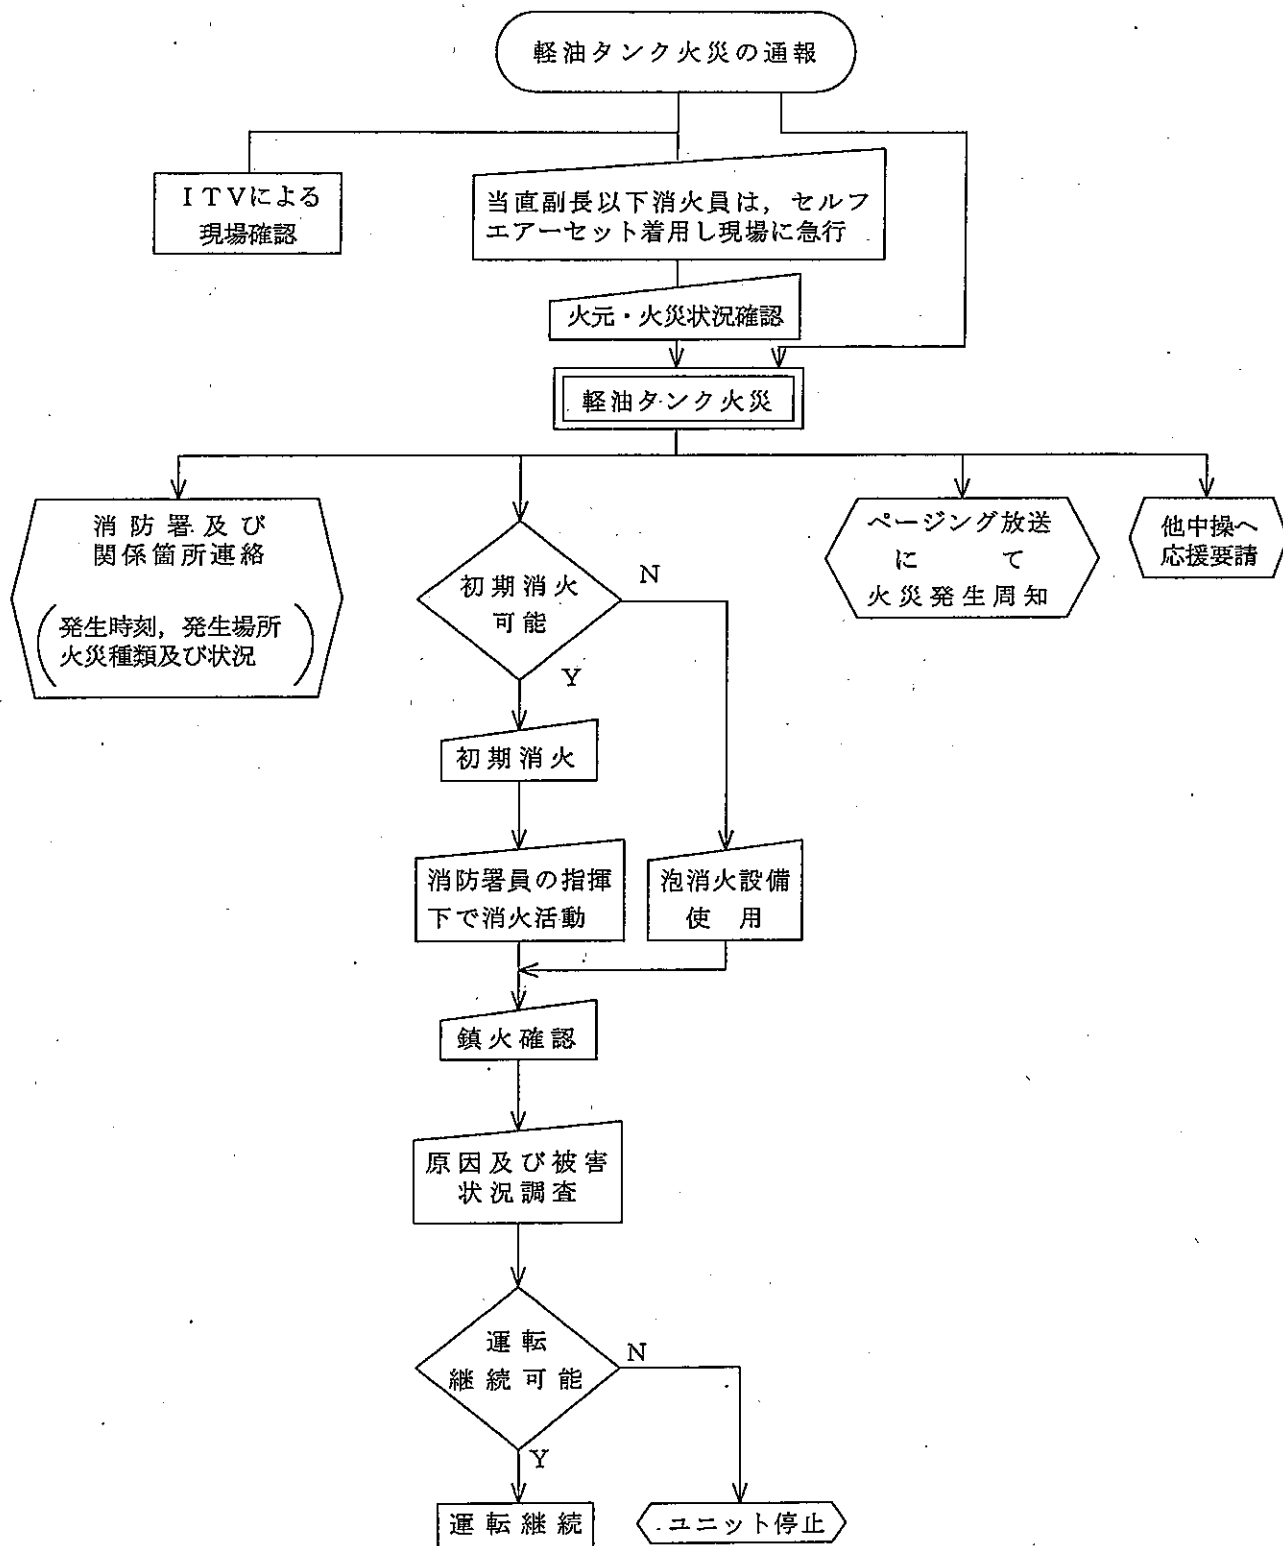 軽油タンク火災の通報
ITVによる
現場確認
当直副長以下消火員は，セルフ
エアーセット着用し現場に急行
火元・火災状況確認
軽油タンク火災
消防署及び
関係箇所連絡
発生時刻，発生場所
火災種類及び状況
初期消火
可能
N
Y
ページング放送
にて
火災発生周知
他中操へ
応援要請
初期消火
消防署員の指揮
下で消火活動
泡消火設備
使用
鎮火確認
原因及び被害
状況調査
運転
継続可能
N
Y
運転継続
ユニット停止